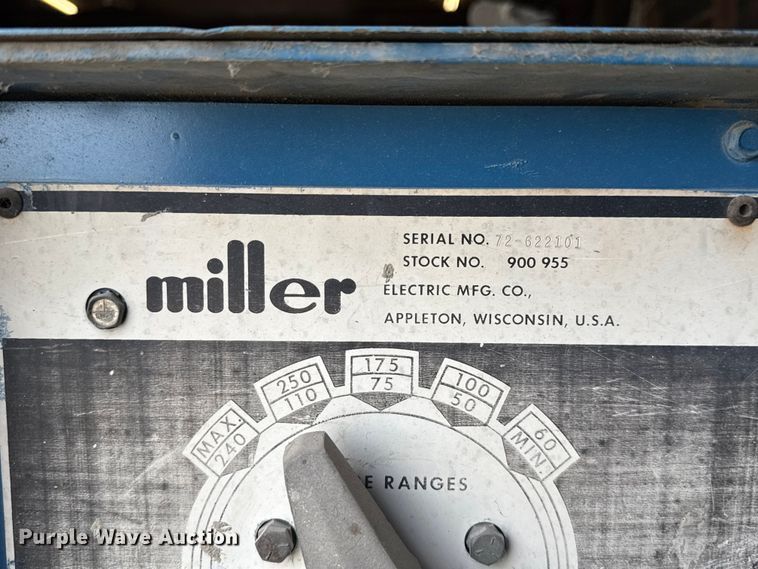 SERIAL NO. 72-622101
STOCK NO. 900 955
miller
ELECTRIC MFG. CO.,
APPLETON, WISCONSIN, U.S.A.
MAX.
240
250
110
175
75
100
50
60
MIN.
RANGES
Purple Wave Auction